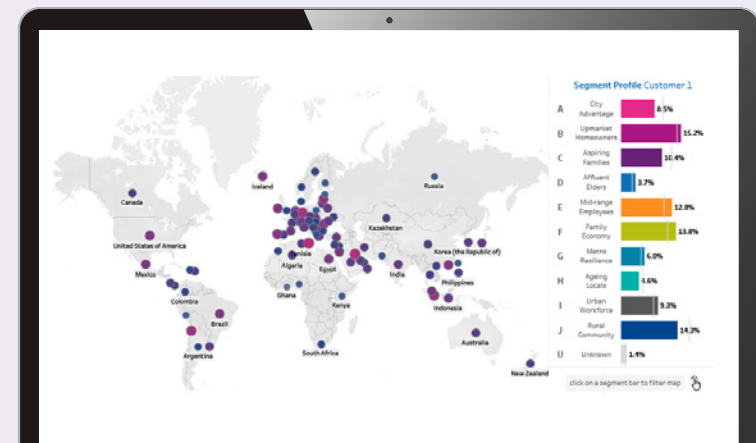 Segment Profile Customer 1
A City Advantage 8.5%
B Upmarket Homeowners 15.2%
C Aspiring Families 10.4%
D Affluent Elders 3.7%
E Mid-range Employees 12.8%
F Family Economy 13.8%
G Metro Resilience 6.0%
H Ageing Locals 4.6%
I Urban Workforce 9.3%
J Rural Community 14.2%
U Unknown 1.4%
click on a segment bar to filter map
Iceland
Russia
Canada
Kazakhstan
United States of America
Tunisia
Korea (the Republic of)
Algeria
Egypt
Mexico
India
Philippines
Colombia
Ghana
Kenya
Indonesia
Brazil
Argentina
South Africa
Australia
New Zealand